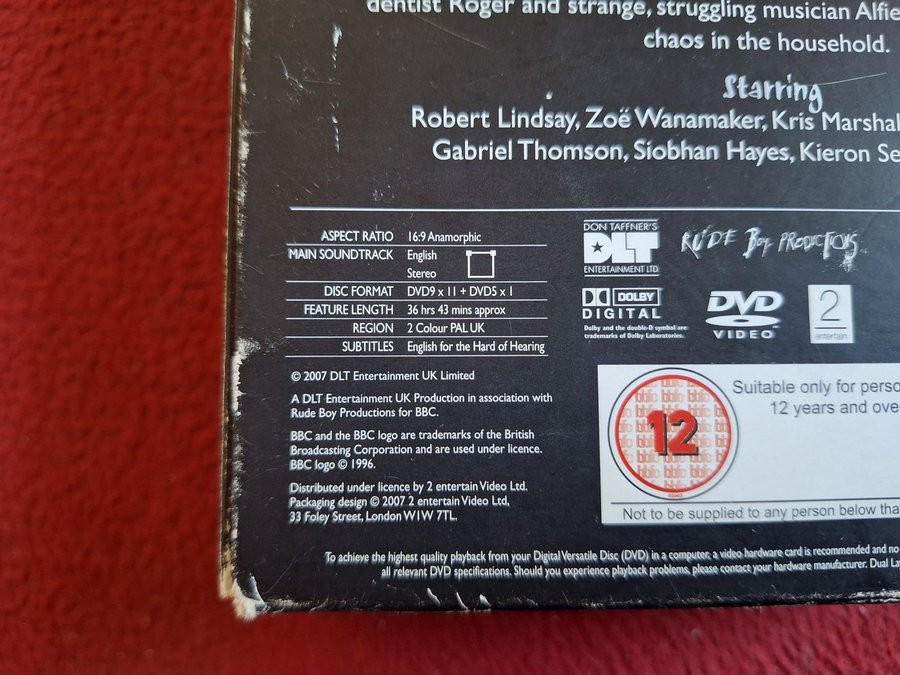 dentist Roger and strange, struggling musician Alfie
chaos in the household.
Starring
Robert Lindsay, Zoë Wanamaker, Kris Marshal
Gabriel Thomson, Siobhan Hayes, Kieron Se
ASPECT RATIO 16:9 Anamorphic
MAIN SOUNDTRACK English
Stereo
DISC FORMAT DVD9 x 11 + DVD5 x 1
FEATURE LENGTH 36 hrs 43 mins approx
REGION 2 Colour PAL UK
SUBTITLES English for the Hard of Hearing
DON TAFFNER'S
DLT
ENTERTAINMENT LTD
RUDE Boy PRODUCTIONS
DOLBY
DIGITAL
Dolby and the double-D symbol are
trademarks of Dolby Laboratories.
DVD
VIDEO
2
entertain
© 2007 DLT Entertainment UK Limited
A DLT Entertainment UK Production in association with
Rude Boy Productions for BBC.
BBC and the BBC logo are trademarks of the British
Broadcasting Corporation and are used under licence.
BBC logo © 1996.
Distributed under licence by 2 entertain Video Ltd.
Packaging design © 2007 2 entertain Video Ltd,
33 Foley Street, London W1W 7TL.
12
Suitable only for perso
12 years and ove
Not to be supplied to any person below tha
To achieve the highest quality playback from your Digital Versatile Disc (DVD) in a computer, a video hardware card is recommended and no
all relevant DVD specifications. Should you experience playback problems, please contact your hardware manufacturer. Dual La